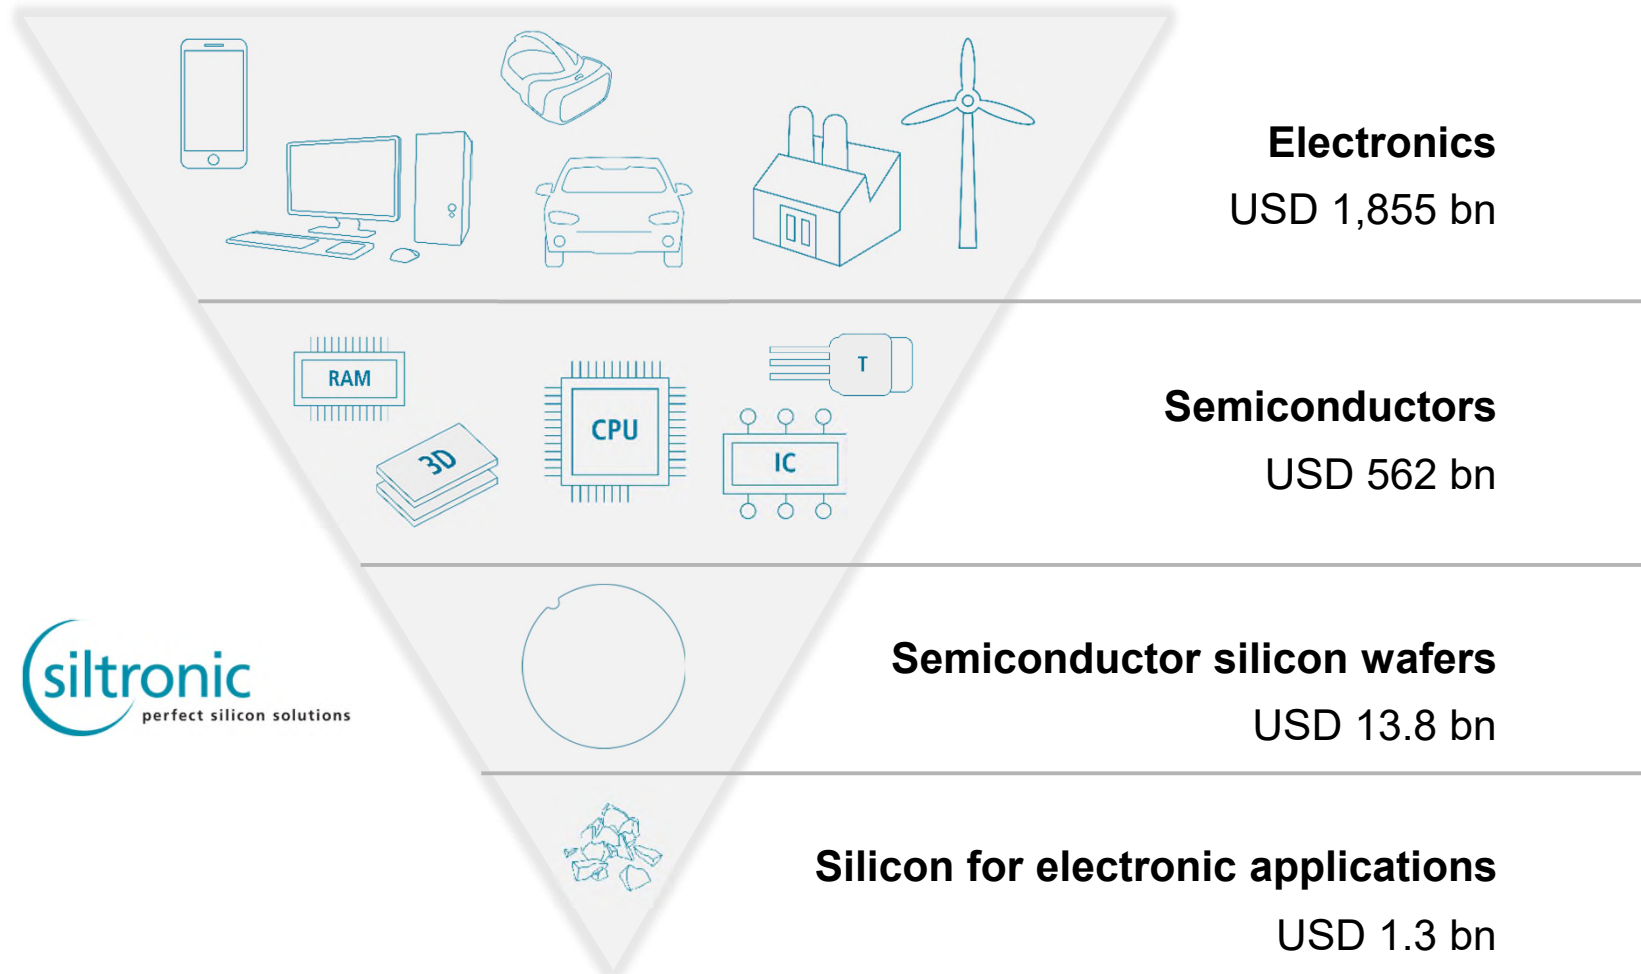 Electronics
USD 1,855 bn
RAM
T
3D
CPU
IC
Semiconductors
USD 562 bn
siltronic
perfect silicon solutions
Semiconductor silicon wafers
USD 13.8 bn
Silicon for electronic applications
USD 1.3 bn